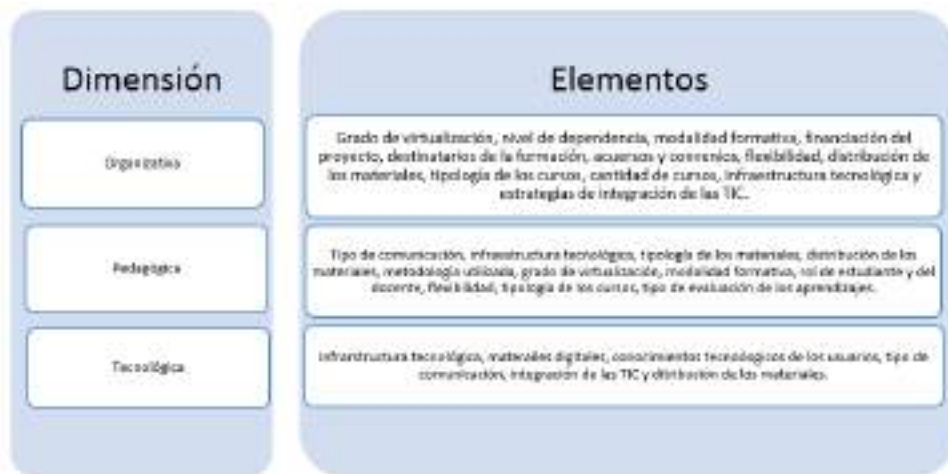 Dimensión
Elementos
Organizativa
Grado de virtualización, nivel de dependencia, modalidad formativa, financiación del
proyecto, destinatarios de la formación, acuersos y convenios, flexibilidad, distribución de
los materiales, tipología de los cursos, cantidad de cursos, infraestructura tecnológica y
estrategias de integración de las TIC.
Pedagógica
Tipo de comunicación, infraestructura tecnológica, tipología de los materiales, distribución de los
materiales, metodología utilizada, grado de virtualización, modalidad formativa, rol de estudiante y del
docente, flexibilidad, tipología de los cursos, tipo de evaluación de los aprendizajes.
Tecnológica
Infrarstructura tecnológica, materiales digitales, conocimientos tecnológicos de los usuarios, tipo de
comunicación, integración de las TIC y ditribución de los materiales.